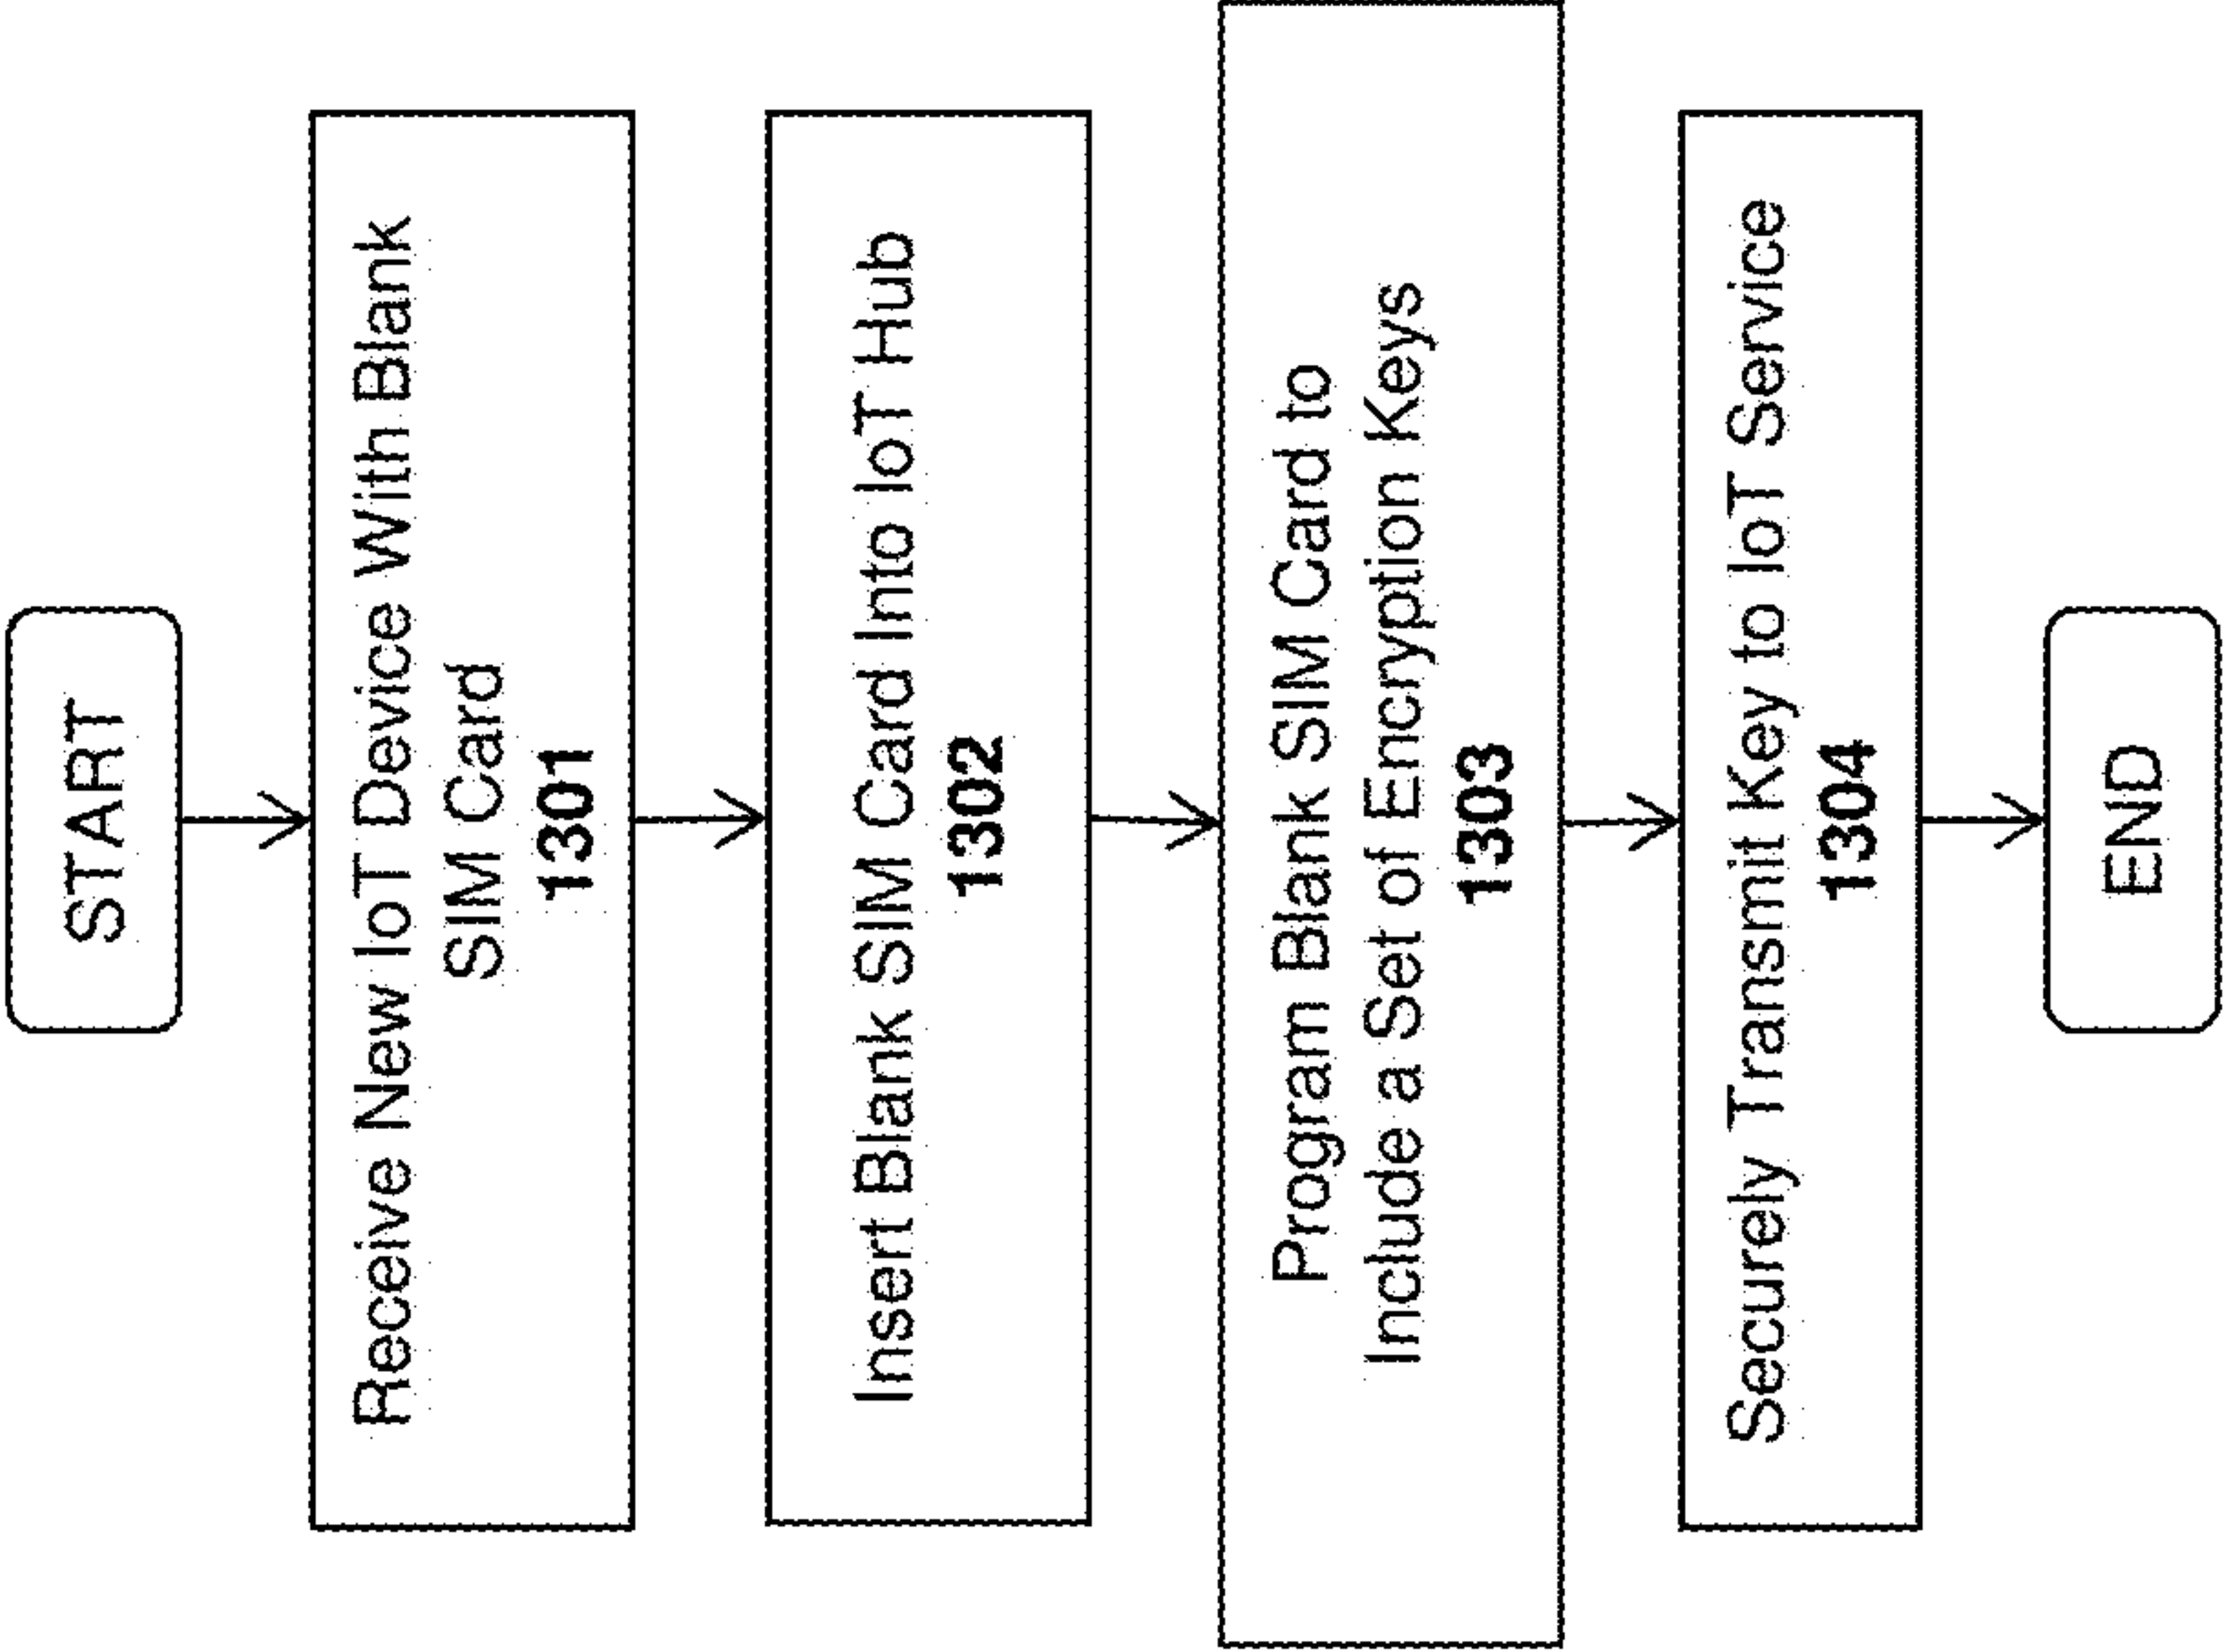 START
Receive New IoT Device With Blank
SIM Card
1301
Insert Blank SIM Card Into IoT Hub
1302
Program Blank SIM Card to
Include a Set of Encryption Keys
1303
Securely Transmit Key to IoT Service
1304
END